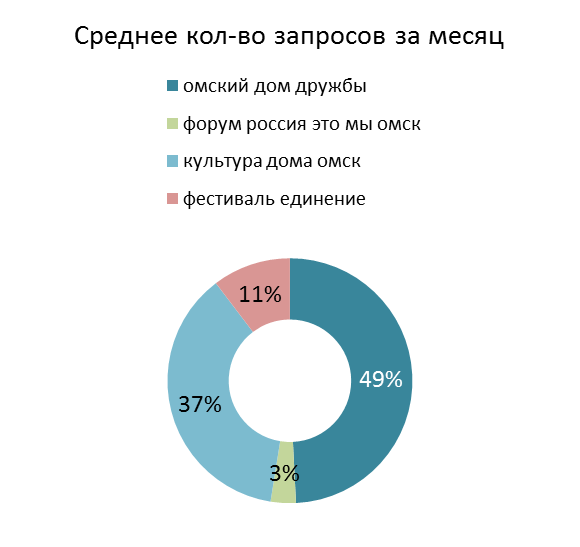 Среднее кол-во запросов за месяц
омский дом дружбы
форум россия это мы омск
культура дома омск
фестиваль единение
11%
49%
37%
3%